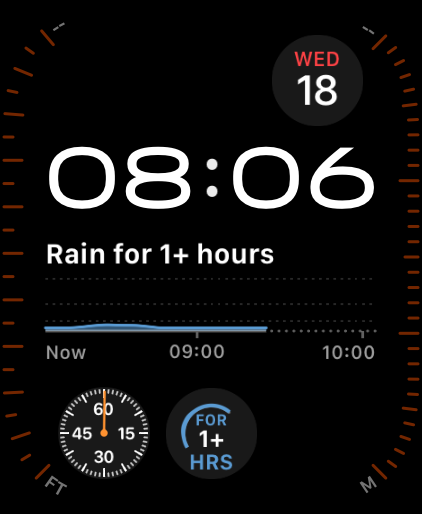 --
--
WED
18
08:06
Rain for 1+ hours
Now 09:00 10:00
60
45 15
30
FOR
1+
HRS
FT
M